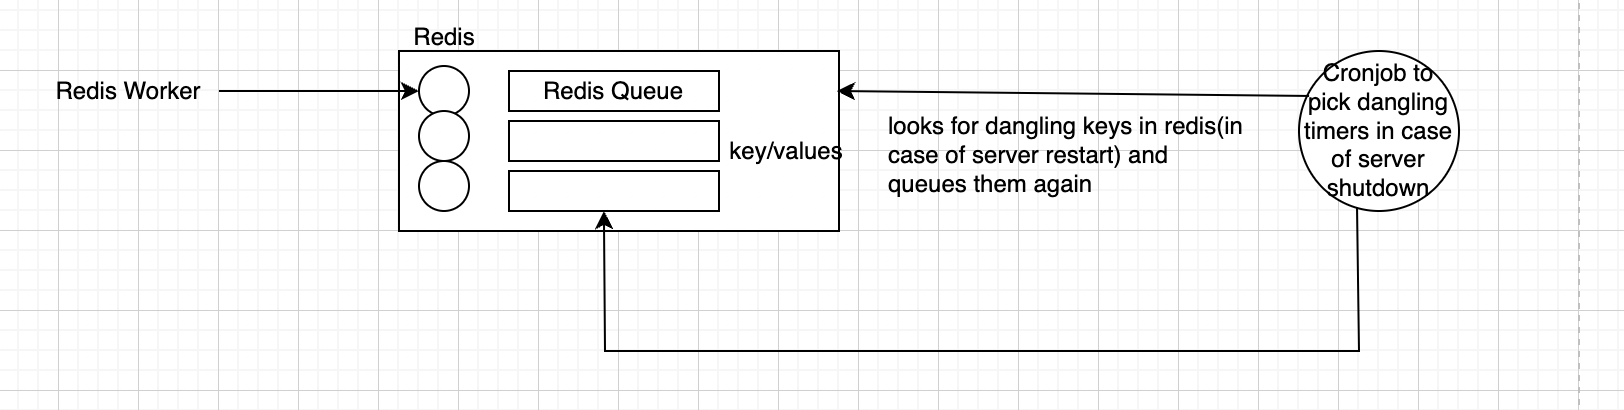 Redis
Redis Worker
Redis Queue
key/values
looks for dangling keys in redis(in
case of server restart) and
queues them again
Cronjob to
pick dangling
timers in case
of server
shutdown